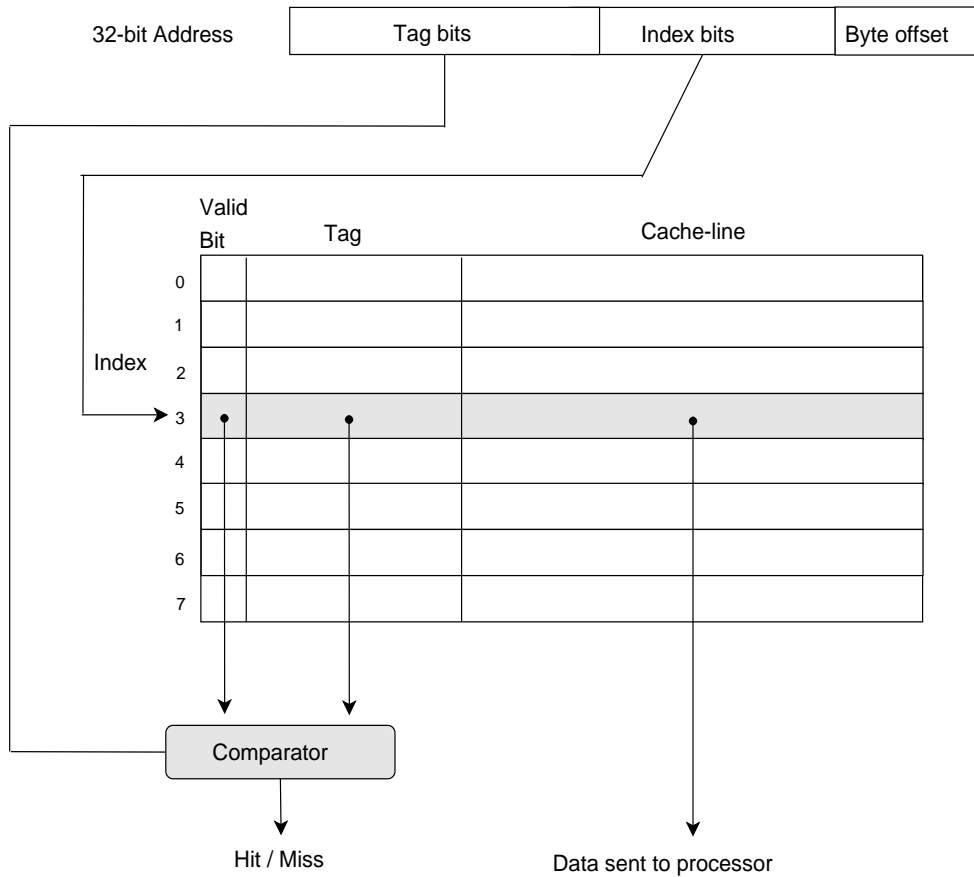 32-bit Address
Tag bits
Index bits
Byte offset
Valid
Bit
Tag
Cache-line
0
1
2
Index
3
4
5
6
7
Comparator
Hit / Miss
Data sent to processor